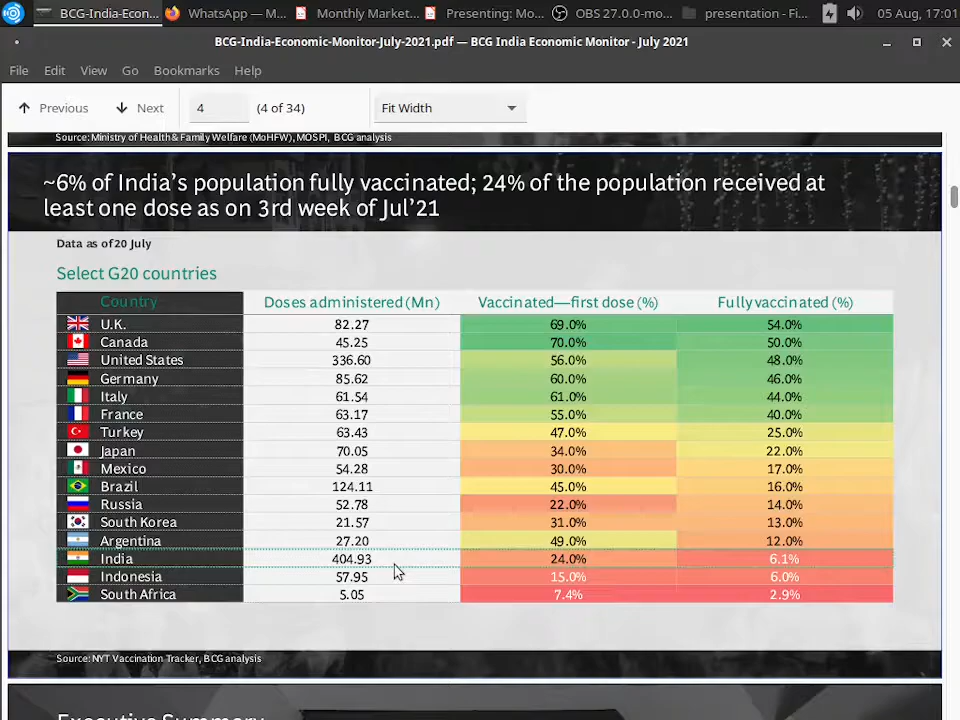 BCG-India-Econ... WhatsApp — M... Monthly Market... Presenting: Mo... OBS 27.0.0-mo... presentation - Fi... 05 Aug, 17:01
BCG-India-Economic-Monitor-July-2021.pdf — BCG India Economic Monitor - July 2021
File Edit View Go Bookmarks Help
Previous Next 4 (4 of 34) Fit Width
Source: Ministry of Health & Family Welfare (MoHFW), MOSPI, BCG analysis
~6% of India's population fully vaccinated; 24% of the population received at
least one dose as on 3rd week of Jul'21
Data as of 20 July
Select G20 countries
Country Doses administered (Mn) Vaccinated—first dose (%) Fully vaccinated (%)
U.K. 82.27 69.0% 54.0%
Canada 45.25 70.0% 50.0%
United States 336.60 56.0% 48.0%
Germany 85.62 60.0% 46.0%
Italy 61.54 61.0% 44.0%
France 63.17 55.0% 40.0%
Turkey 63.43 47.0% 25.0%
Japan 70.05 34.0% 22.0%
Mexico 54.28 30.0% 17.0%
Brazil 124.11 45.0% 16.0%
Russia 52.78 22.0% 14.0%
South Korea 21.57 31.0% 13.0%
Argentina 27.20 49.0% 12.0%
India 404.93 24.0% 6.1%
Indonesia 57.95 15.0% 6.0%
South Africa 5.05 7.4% 2.9%
Source: NYT Vaccination Tracker, BCG analysis
Executive Summary